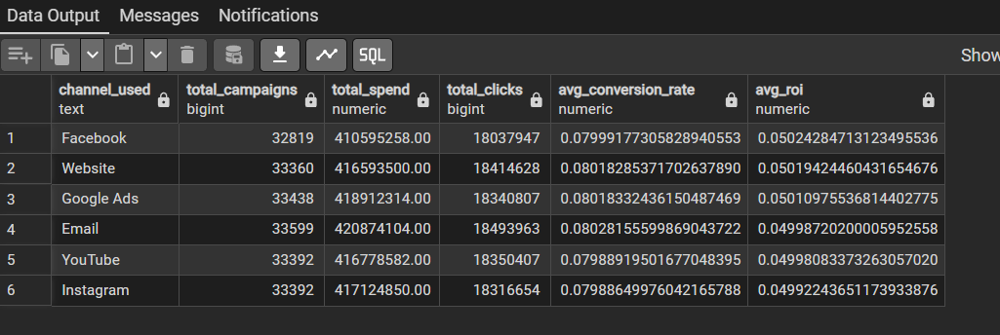 Data Output Messages Notifications
SQL Show
channel_used total_campaigns total_spend total_clicks avg_conversion_rate avg_roi
text bigint numeric bigint numeric numeric
1 Facebook 32819 410595258.00 18037947 0.07999177305828940553 0.05024284713123495536
2 Website 33360 416593500.00 18414628 0.08018285371702637890 0.05019424460431654676
3 Google Ads 33438 418912314.00 18340807 0.08018332436150487469 0.05010975536814402775
4 Email 33599 420874104.00 18493963 0.08028155599869043722 0.04998720200005952558
5 YouTube 33392 416778582.00 18350407 0.07988919501677048395 0.04998083373263057020
6 Instagram 33392 417124850.00 18316654 0.07988649976042165788 0.04992243651173933876